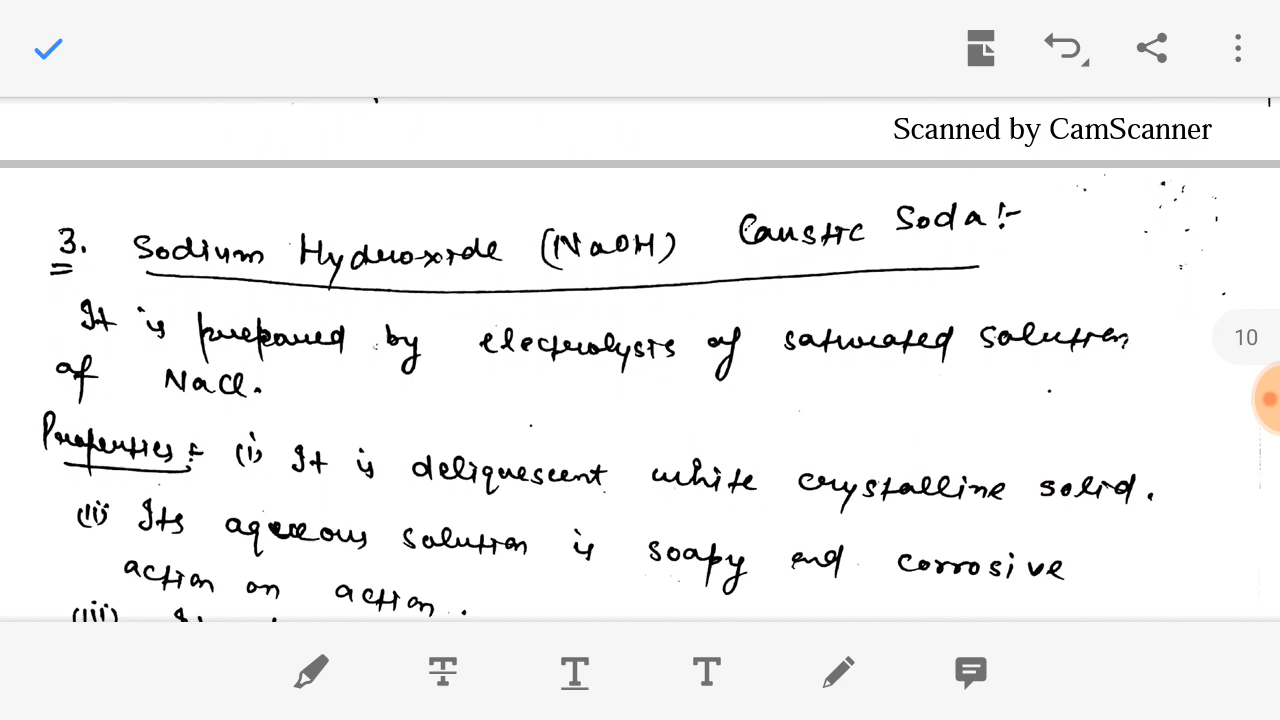 Scanned by CamScanner
3. Sodium Hydroxide (NaOH) Caustic Soda:-
10
It is prepared by electrolysis of saturated solution
of NaCl.
Properties:- (i) It is deliquescent white crystalline solid.
(ii) Its aqueous solution is soapy and corrosive
action on action.
(iii)
T T T